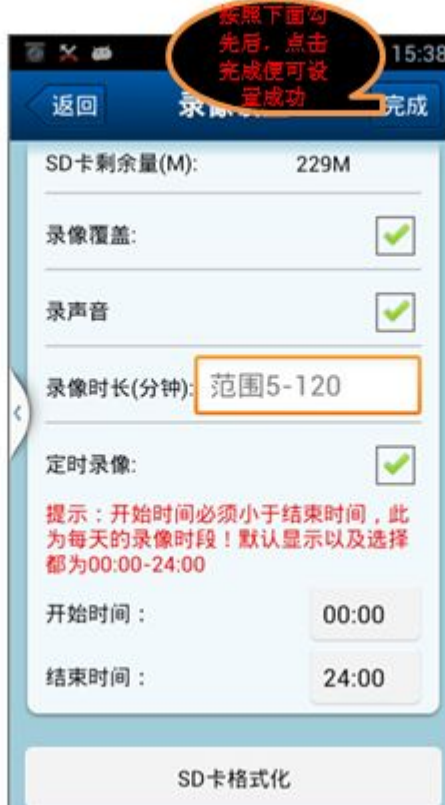 按照下面勾
先后，点击
完成便可设
置成功
15:38
返回
录像
完成
SD卡剩余量(M): 229M
录像覆盖:
录声音
录像时长(分钟): 范围5-120
定时录像:
提示：开始时间必须小于结束时间，此
为每天的录像时段！默认显示以及选择
都为00:00-24:00
开始时间： 00:00
结束时间： 24:00
SD卡格式化